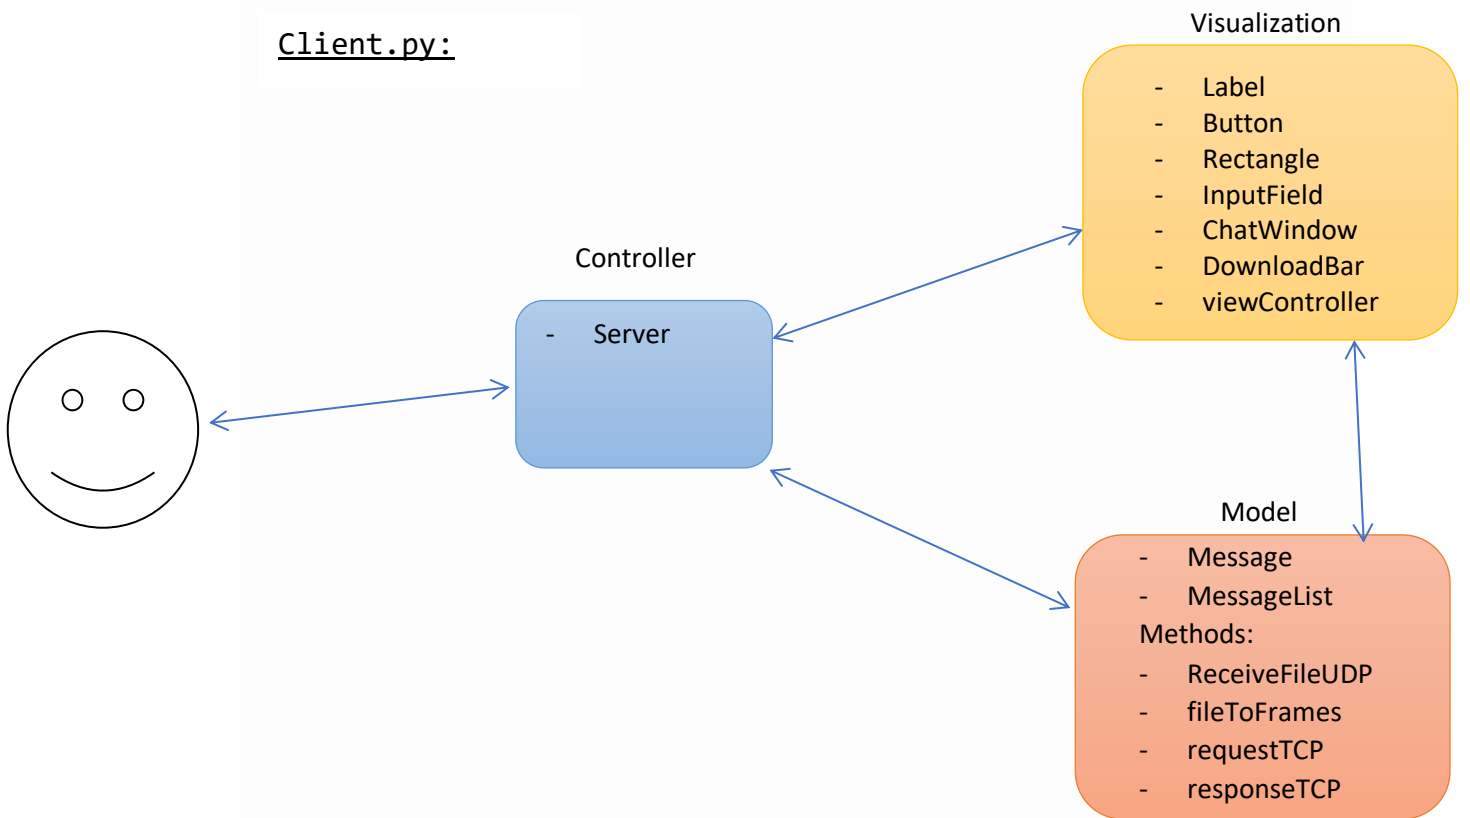 Client.py:
Visualization
- Label
- Button
- Rectangle
- InputField
- ChatWindow
- DownloadBar
- viewController
Controller
- Server
Model
- Message
- MessageList
Methods:
- ReceiveFileUDP
- fileToFrames
- requestTCP
- responseTCP